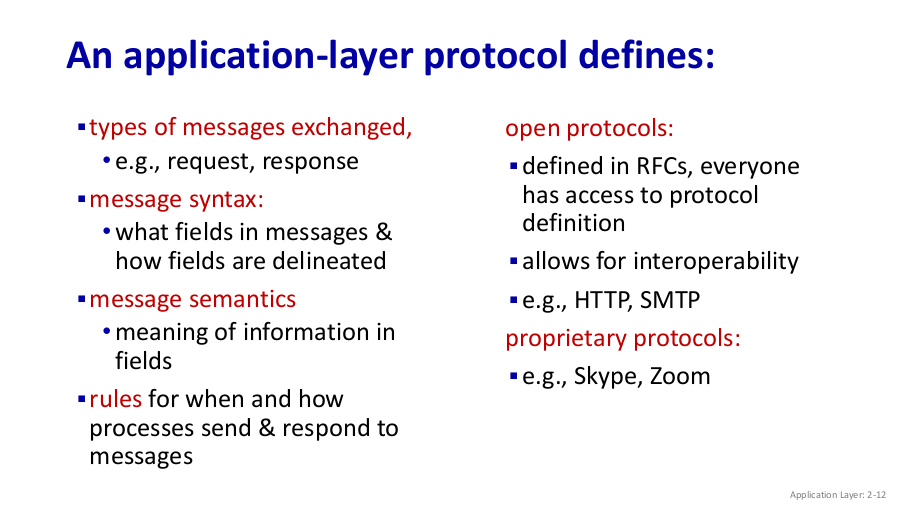 An application-layer protocol defines:
▪types of messages exchanged,
•e.g., request, response
▪message syntax:
•what fields in messages &
how fields are delineated
▪message semantics
•meaning of information in
fields
▪rules for when and how
processes send & respond to
messages
open protocols:
▪defined in RFCs, everyone
has access to protocol
definition
▪allows for interoperability
▪e.g., HTTP, SMTP
proprietary protocols:
▪e.g., Skype, Zoom
Application Layer: 2-12